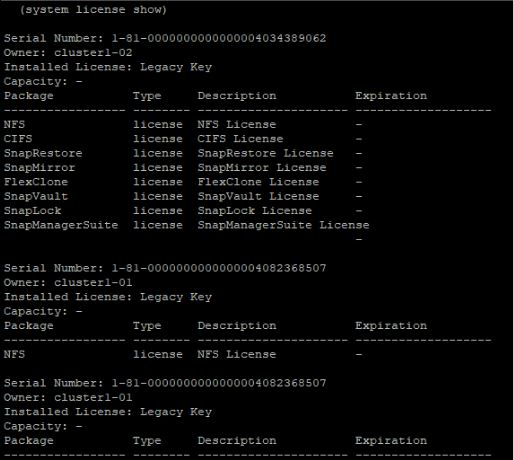 (system license show)
Serial Number: 1-81-0000000000000004034389062
Owner: cluster1-02
Installed License: Legacy Key
Capacity: -
Package Type Description Expiration
----------------- -------- --------------------- ------------------
NFS license NFS License -
CIFS license CIFS License -
SnapRestore license SnapRestore License -
SnapMirror license SnapMirror License -
FlexClone license FlexClone License -
SnapVault license SnapVault License -
SnapLock license SnapLock License -
SnapManagerSuite license SnapManagerSuite License
-
Serial Number: 1-81-0000000000000004082368507
Owner: cluster1-01
Installed License: Legacy Key
Capacity: -
Package Type Description Expiration
----------------- -------- --------------------- ------------------
NFS license NFS License -
Serial Number: 1-81-0000000000000004082368507
Owner: cluster1-01
Installed License: Legacy Key
Capacity: -
Package Type Description Expiration
----------------- -------- --------------------- ------------------